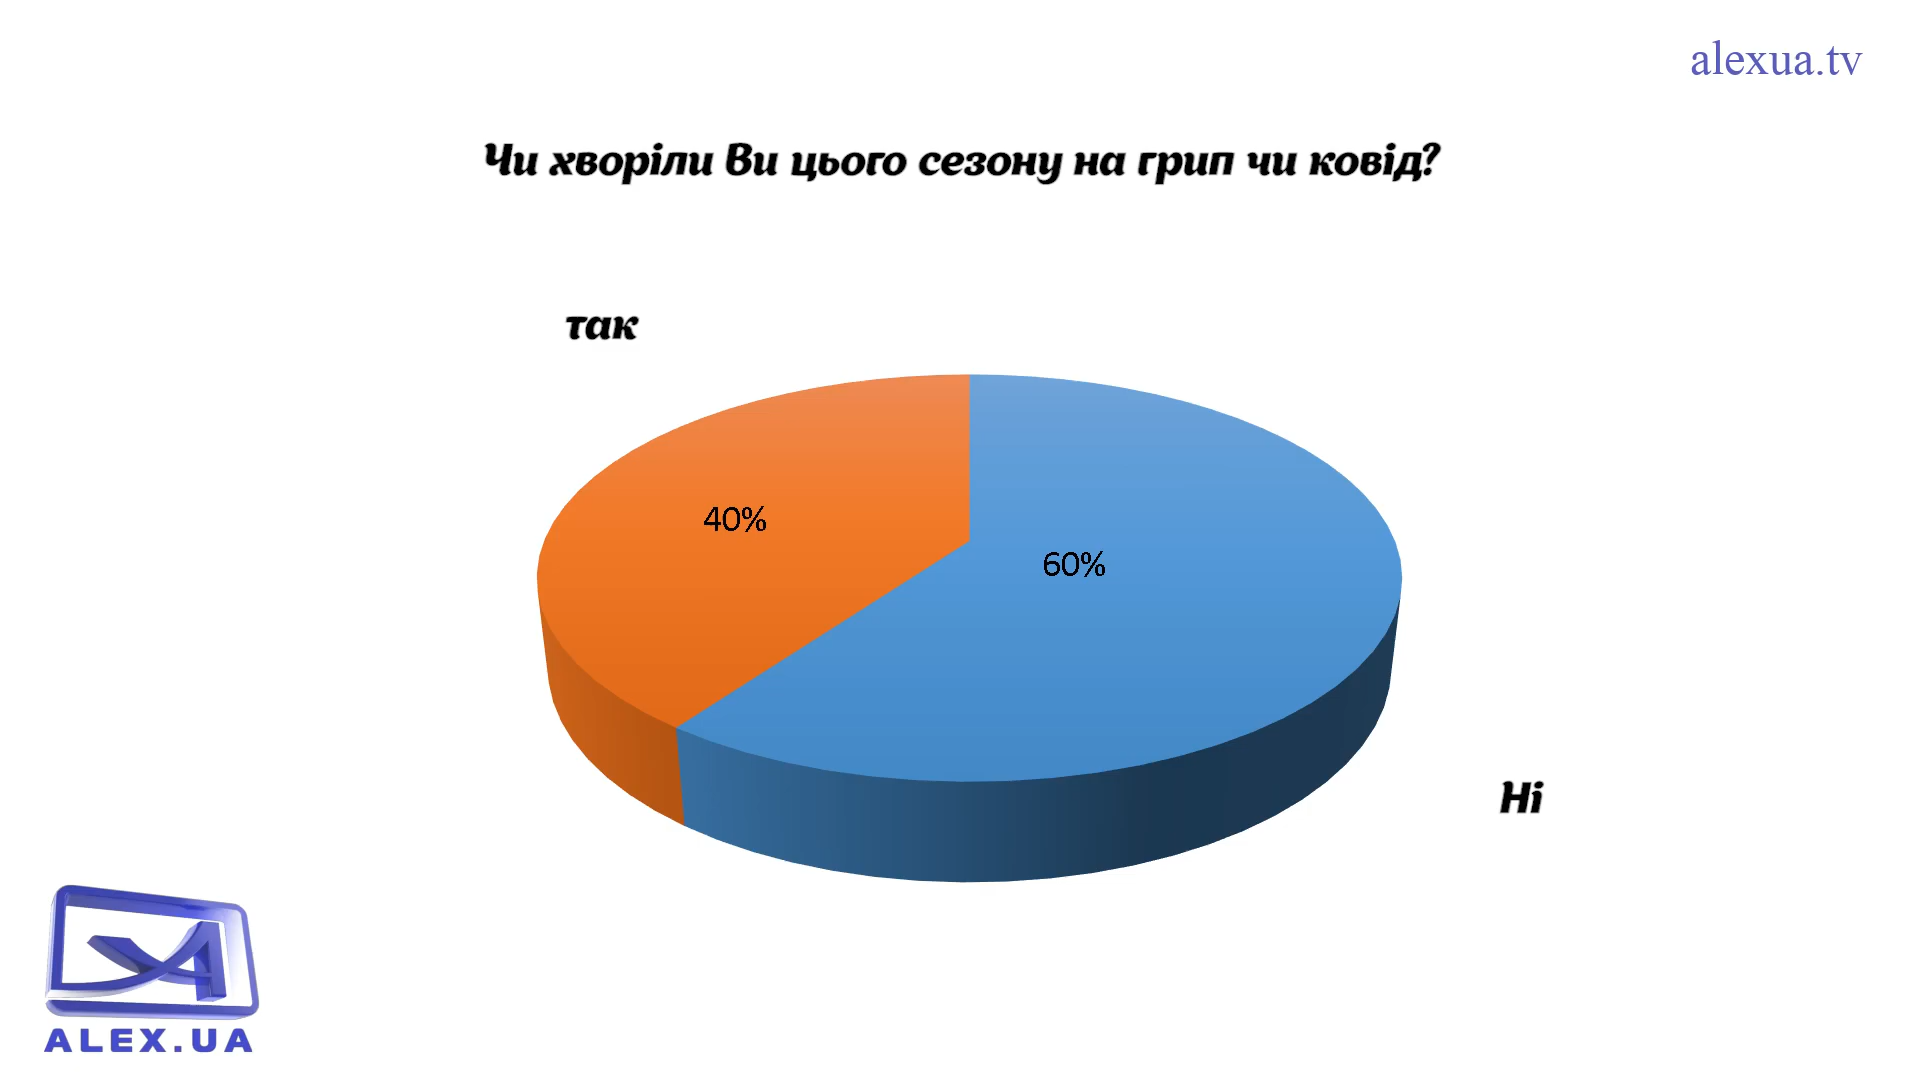 alexua.tv
Чи хворіли Ви цього сезону на грип чи ковід?
так
40%
60%
Ні
ALEX.UA